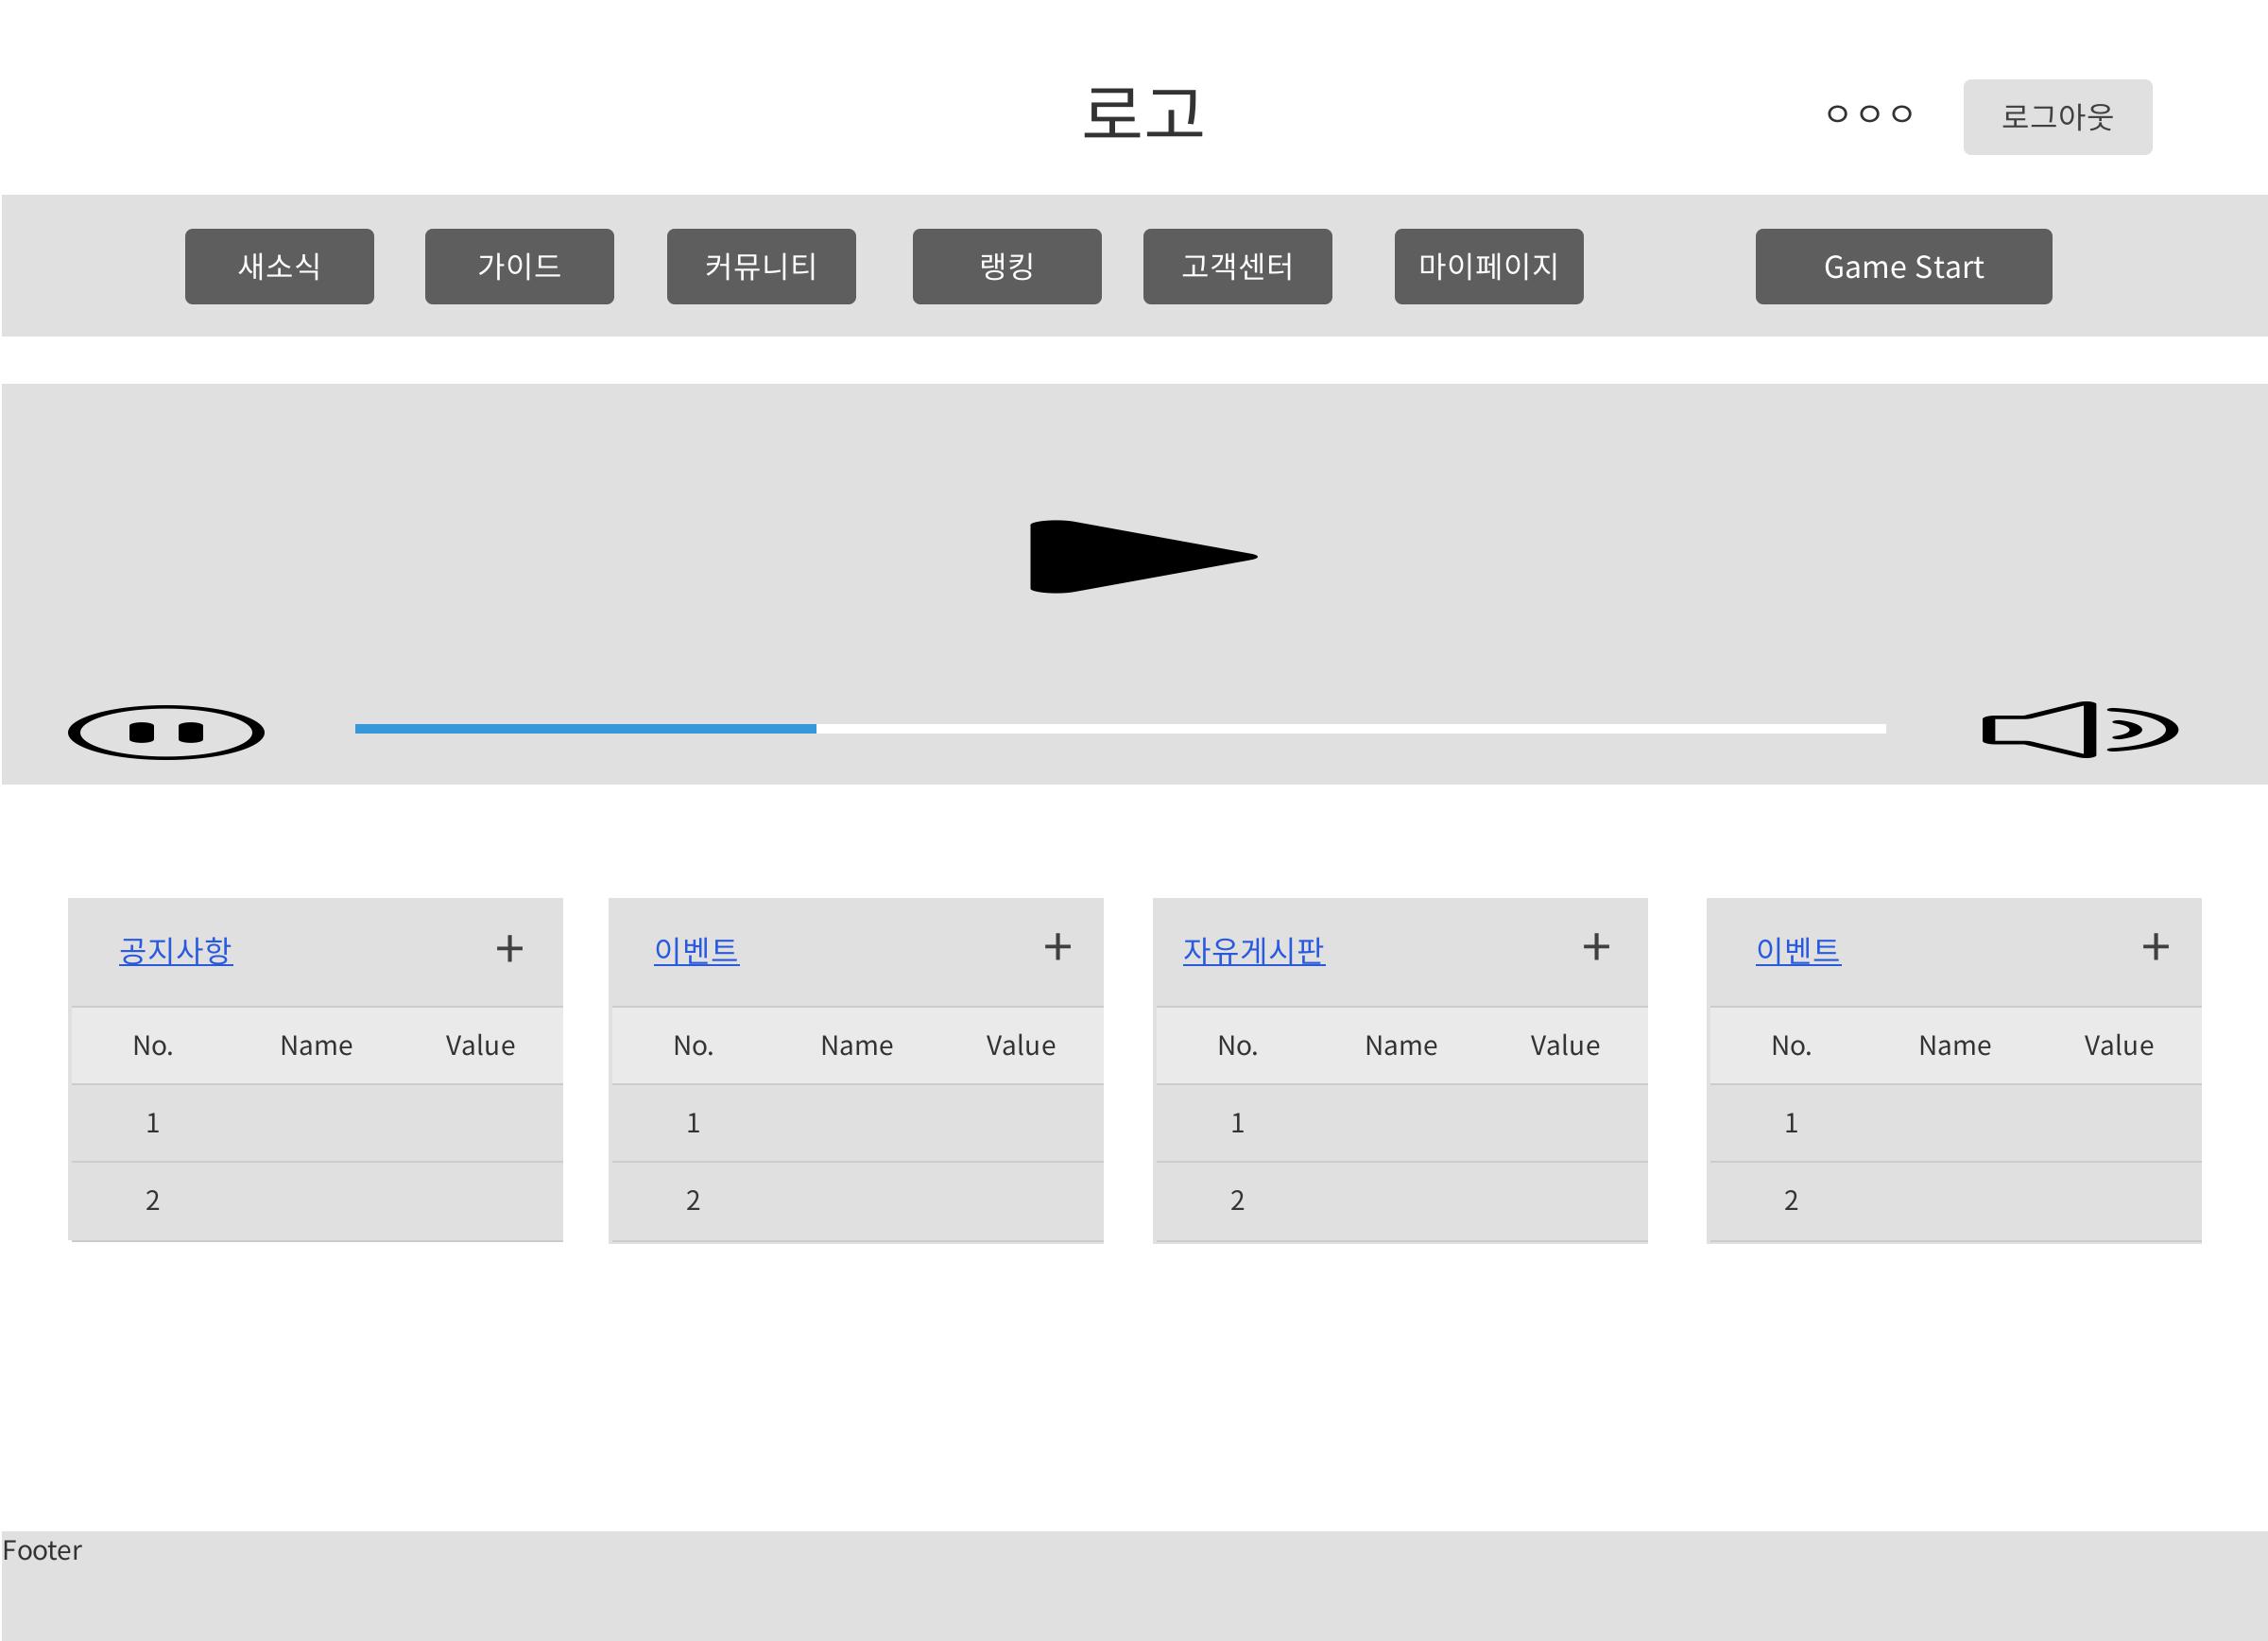 로고
ㅇㅇㅇ
로그아웃
새소식 가이드 커뮤니티 랭킹 고객센터 마이페이지 Game Start
공지사항 +
No. Name Value
1
2
이벤트 +
No. Name Value
1
2
자유게시판 +
No. Name Value
1
2
이벤트 +
No. Name Value
1
2
Footer